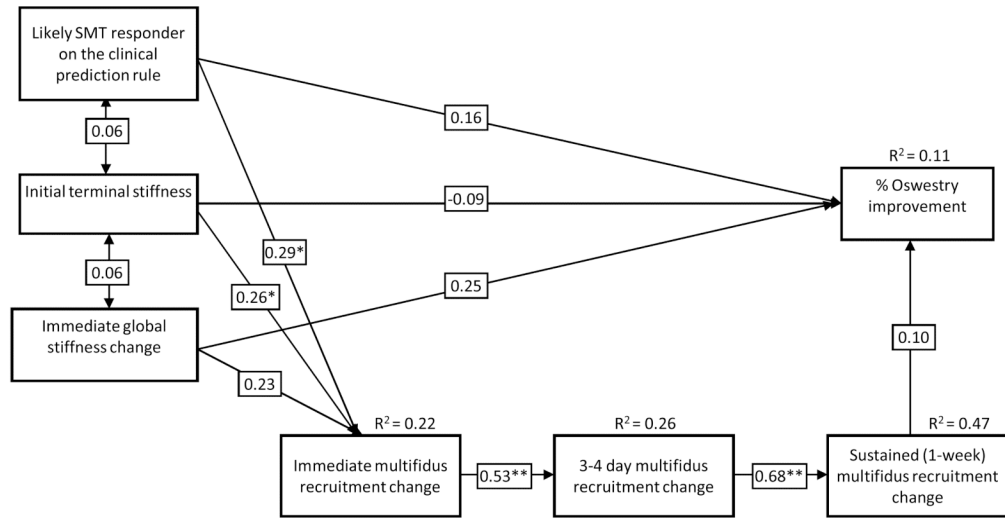 Likely SMT responder
on the clinical
prediction rule
0.06
0.16
R² = 0.11
Initial terminal stiffness
-0.09
% Oswestry
improvement
0.29*
0.06
0.26*
0.25
Immediate global
stiffness change
0.10
0.23
R² = 0.22
R² = 0.26
R² = 0.47
Immediate multifidus
recruitment change
0.53**
3-4 day multifidus
recruitment change
0.68**
Sustained (1-week)
multifidus recruitment
change